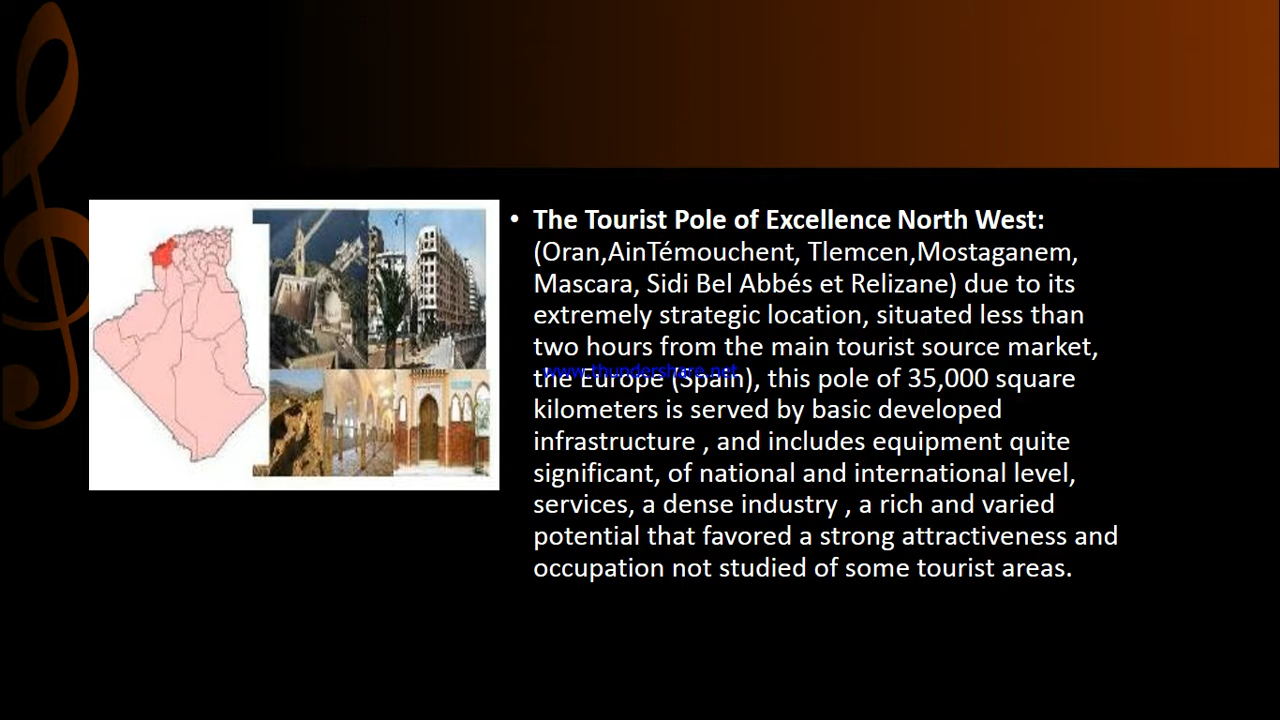 • The Tourist Pole of Excellence North West:
(Oran,AinTémouchent, Tlemcen,Mostaganem,
Mascara, Sidi Bel Abbés et Relizane) due to its
extremely strategic location, situated less than
two hours from the main tourist source market,
www.thundershare.net
the Europe (Spain), this pole of 35,000 square
kilometers is served by basic developed
infrastructure , and includes equipment quite
significant, of national and international level,
services, a dense industry , a rich and varied
potential that favored a strong attractiveness and
occupation not studied of some tourist areas.